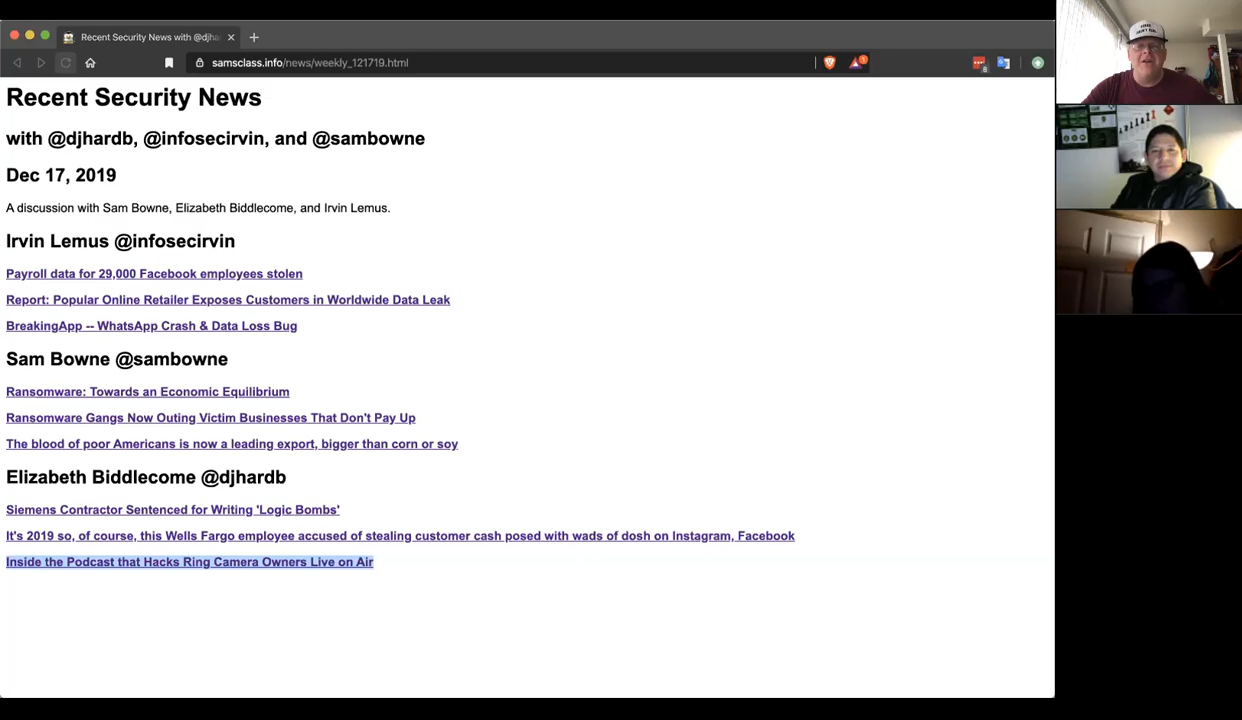 Recent Security News with @djha
samsclass.info/news/weekly_121719.html
Recent Security News
with @djhardb, @infosecirvin, and @sambowne
Dec 17, 2019
A discussion with Sam Bowne, Elizabeth Biddlecome, and Irvin Lemus.
Irvin Lemus @infosecirvin
Payroll data for 29,000 Facebook employees stolen
Report: Popular Online Retailer Exposes Customers in Worldwide Data Leak
BreakingApp -- WhatsApp Crash & Data Loss Bug
Sam Bowne @sambowne
Ransomware: Towards an Economic Equilibrium
Ransomware Gangs Now Outing Victim Businesses That Don't Pay Up
The blood of poor Americans is now a leading export, bigger than corn or soy
Elizabeth Biddlecome @djhardb
Siemens Contractor Sentenced for Writing 'Logic Bombs'
It's 2019 so, of course, this Wells Fargo employee accused of stealing customer cash posed with wads of dosh on Instagram, Facebook
Inside the Podcast that Hacks Ring Camera Owners Live on Air